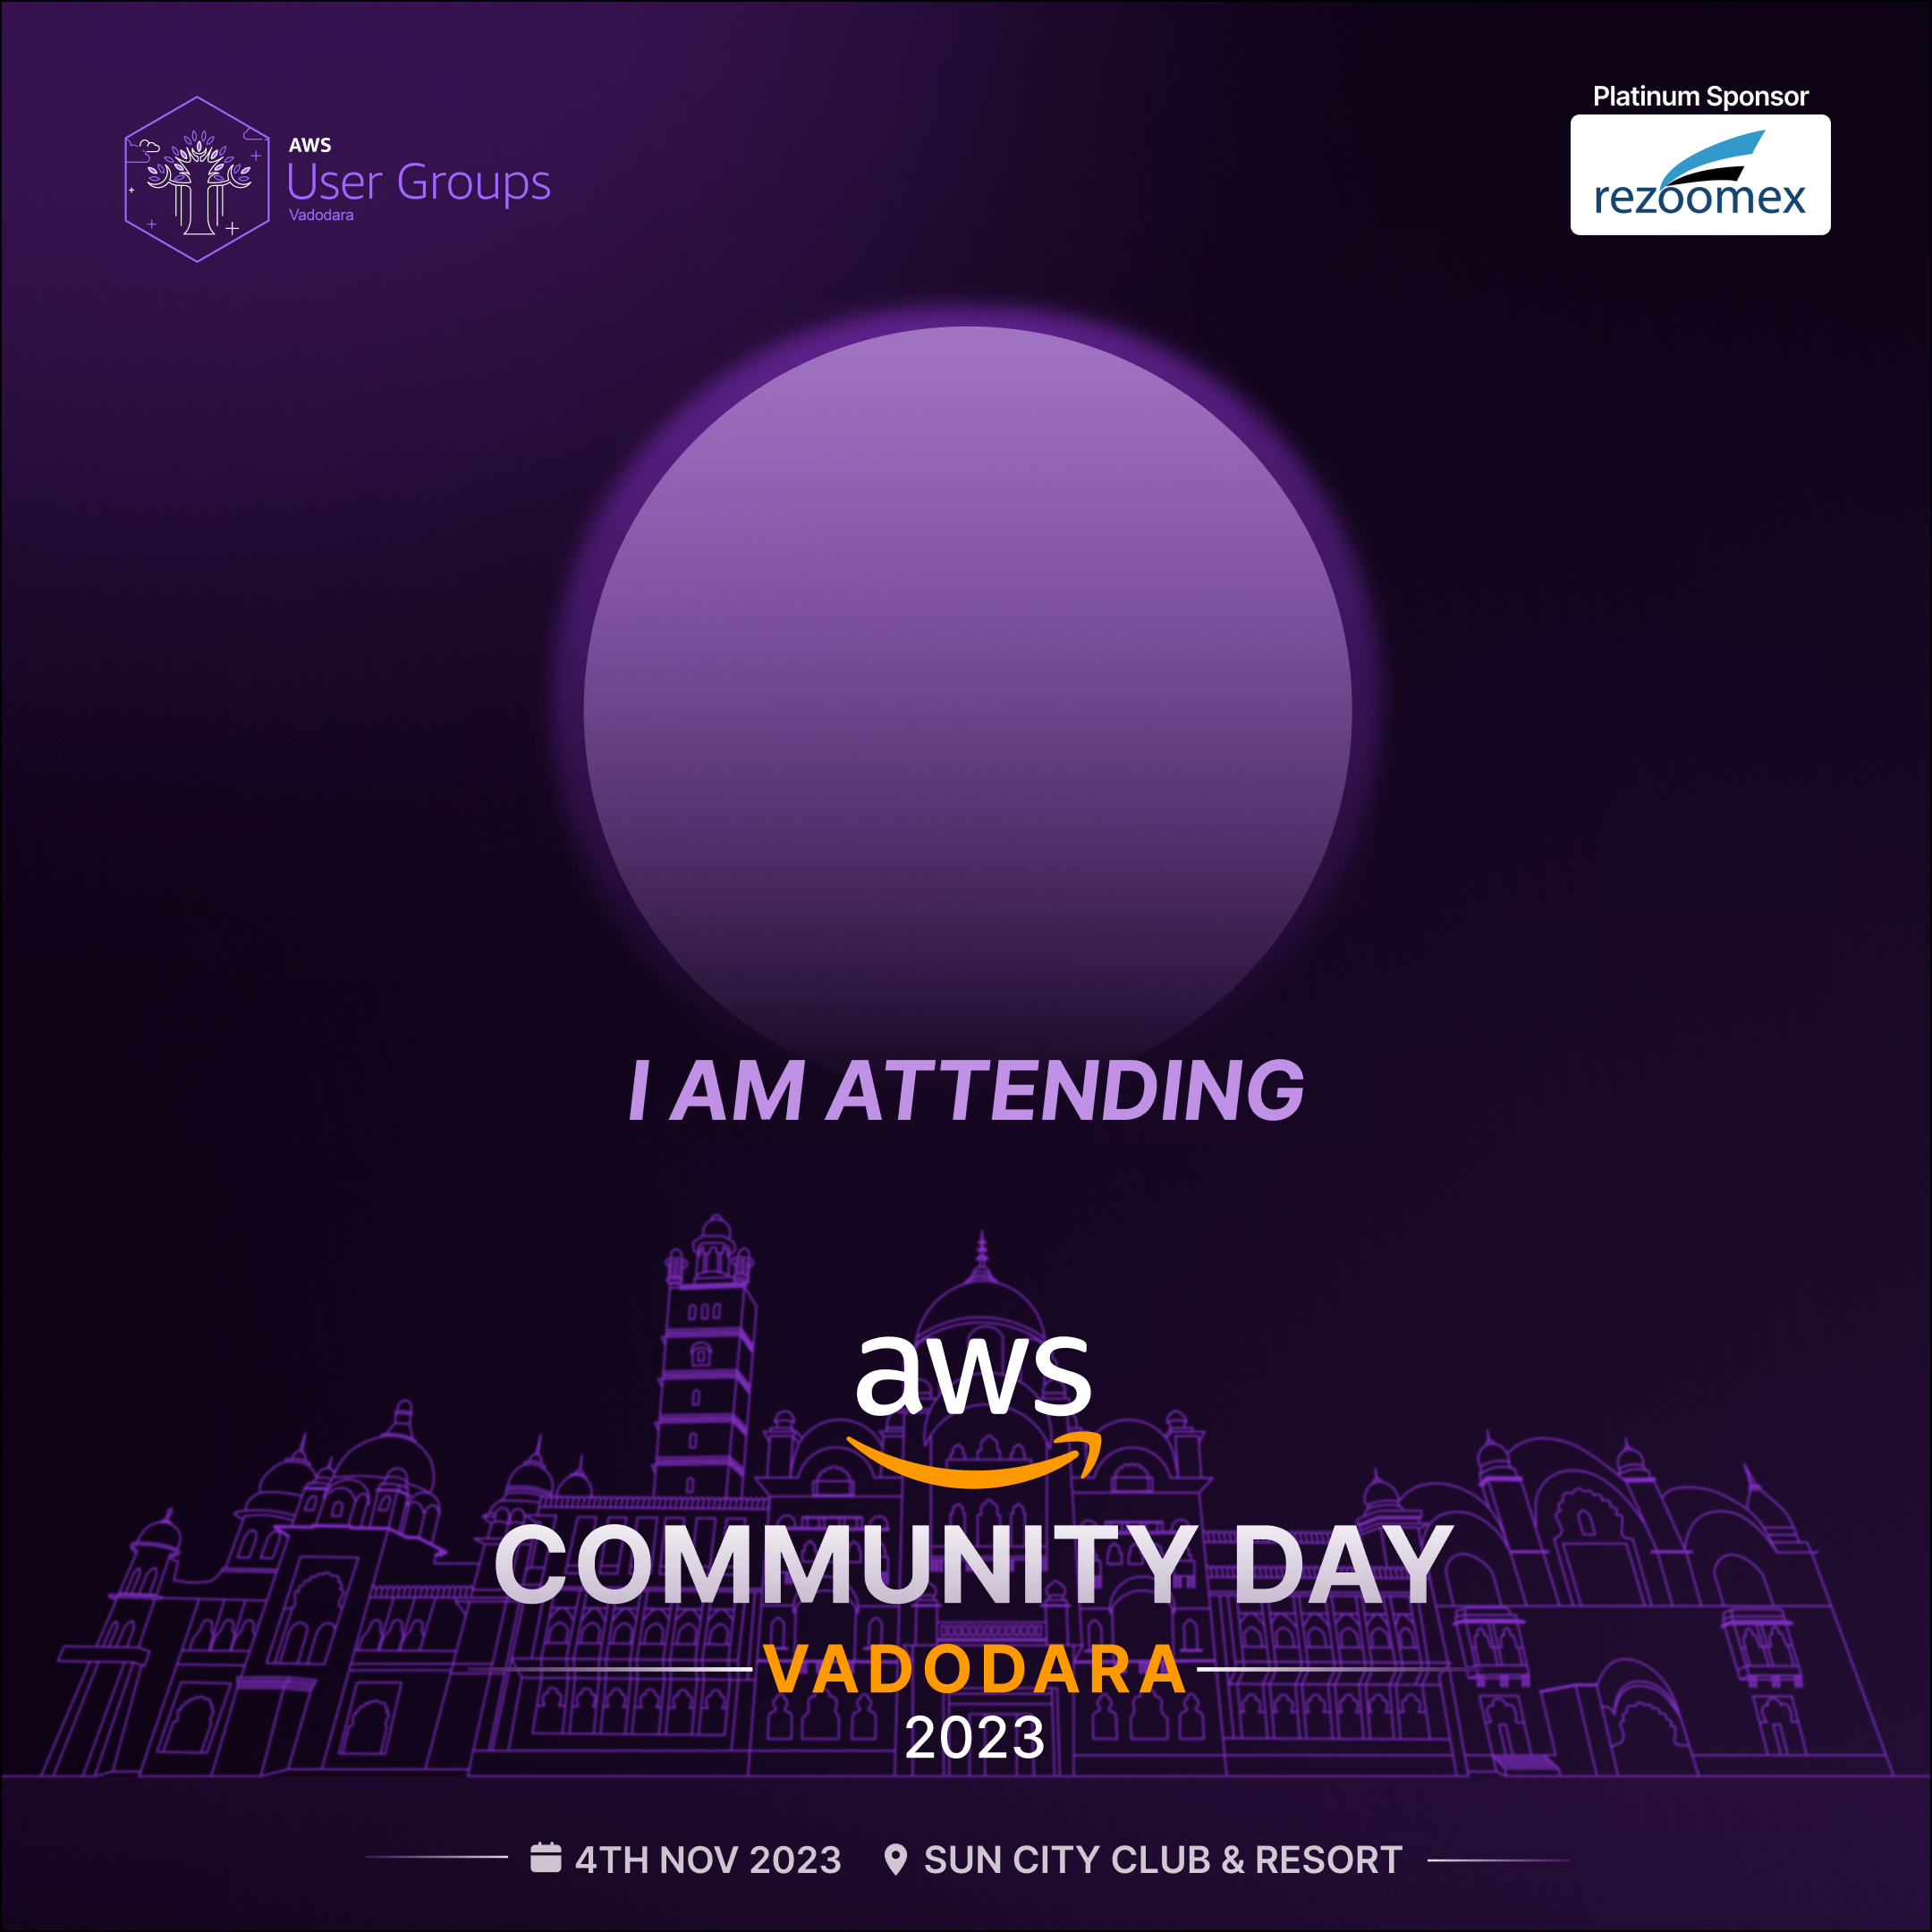 AWS
User Groups
Vadodara
Platinum Sponsor
rezoomex
I AM ATTENDING
aws
COMMUNITY DAY
VADODARA
2023
4TH NOV 2023 SUN CITY CLUB & RESORT